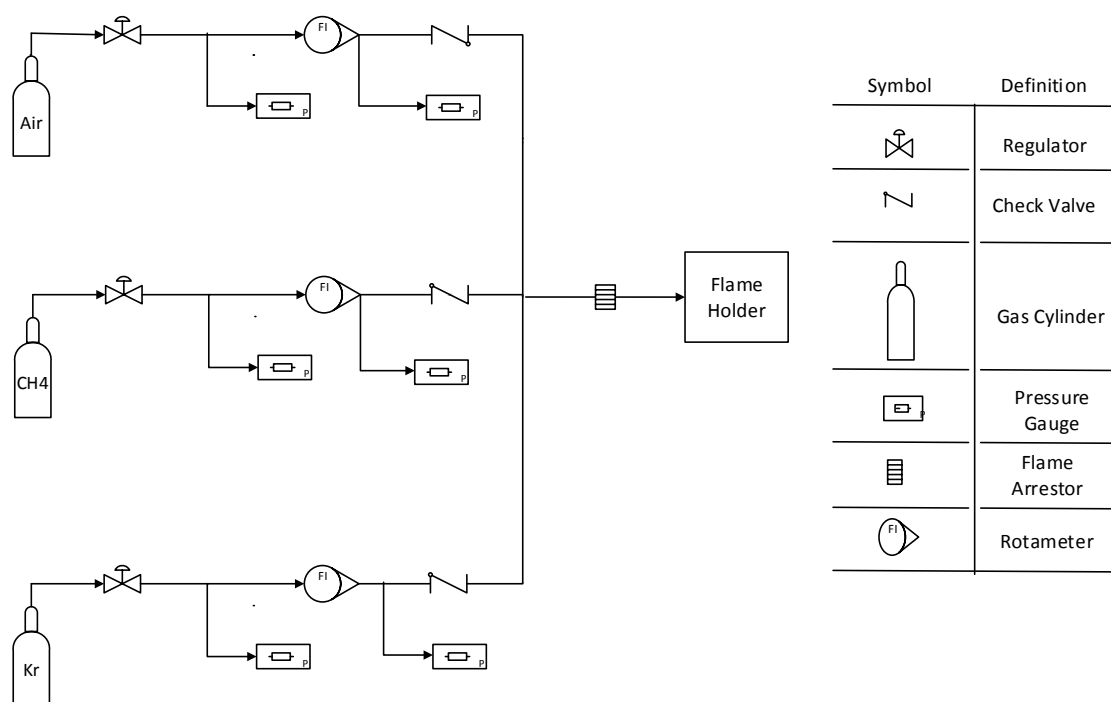 FI
P
P
Air
Symbol
Definition
Regulator
Check Valve
Gas Cylinder
FI
P
P
CH4
Flame
Holder
P
Pressure
Gauge
Flame
Arrestor
FI
Rotameter
FI
P
P
Kr